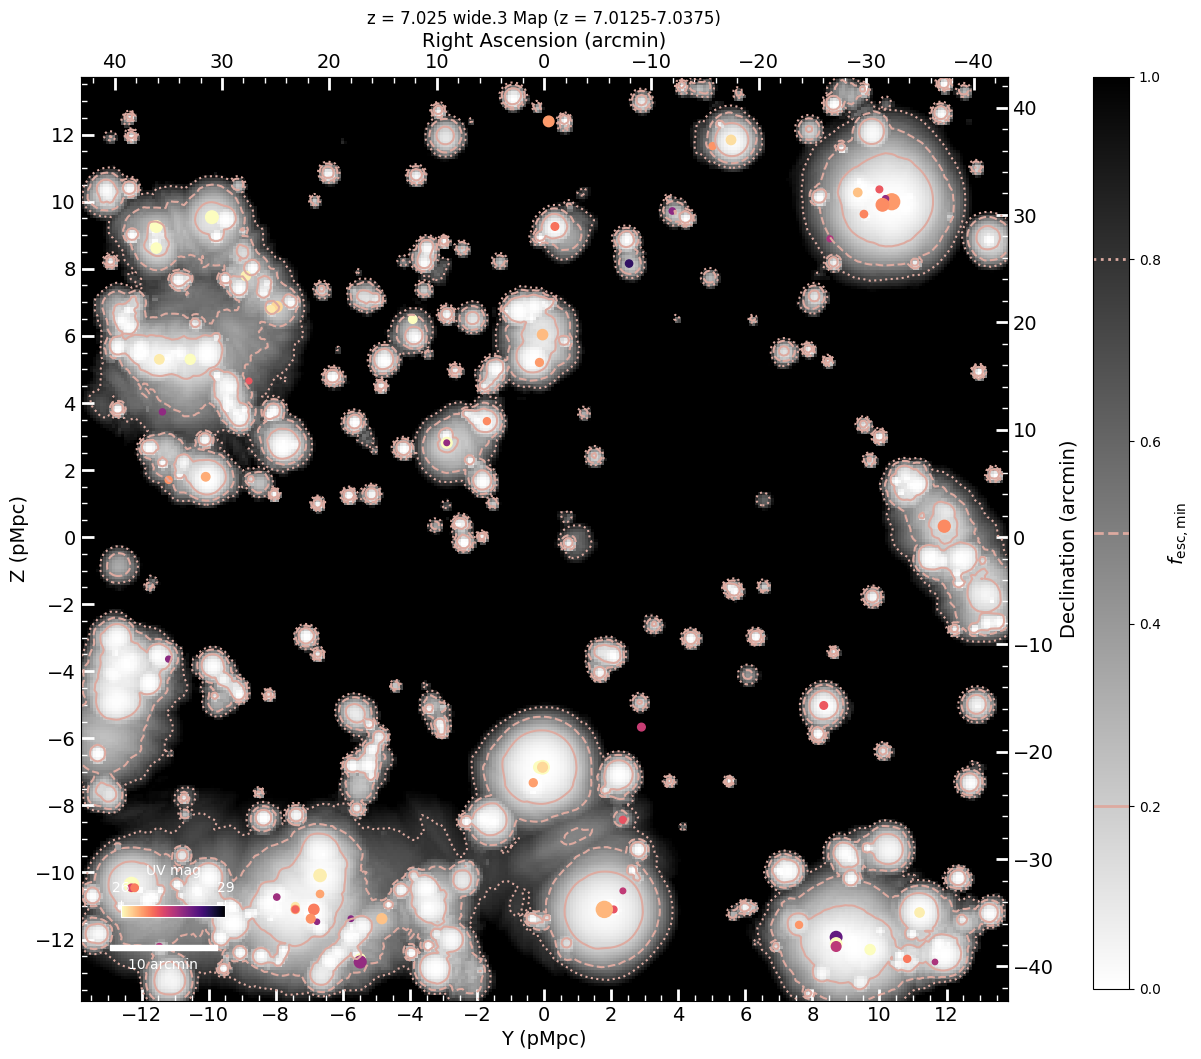 z = 7.025 wide.3 Map (z = 7.0125-7.0375)
Right Ascension (arcmin)
40 30 20 10 0 −10 −20 −30 −40
12
10
8
6
4
2
0
−2
−4
−6
−8
−10
−12
Z (pMpc)
40
30
20
10
0
−10
−20
−30
−40
Declination (arcmin)
1.0
0.8
0.6
0.4
0.2
0.0
fesc,min
UV mag
29
10 arcmin
−12 −10 −8 −6 −4 −2 0 2 4 6 8 10 12
Y (pMpc)